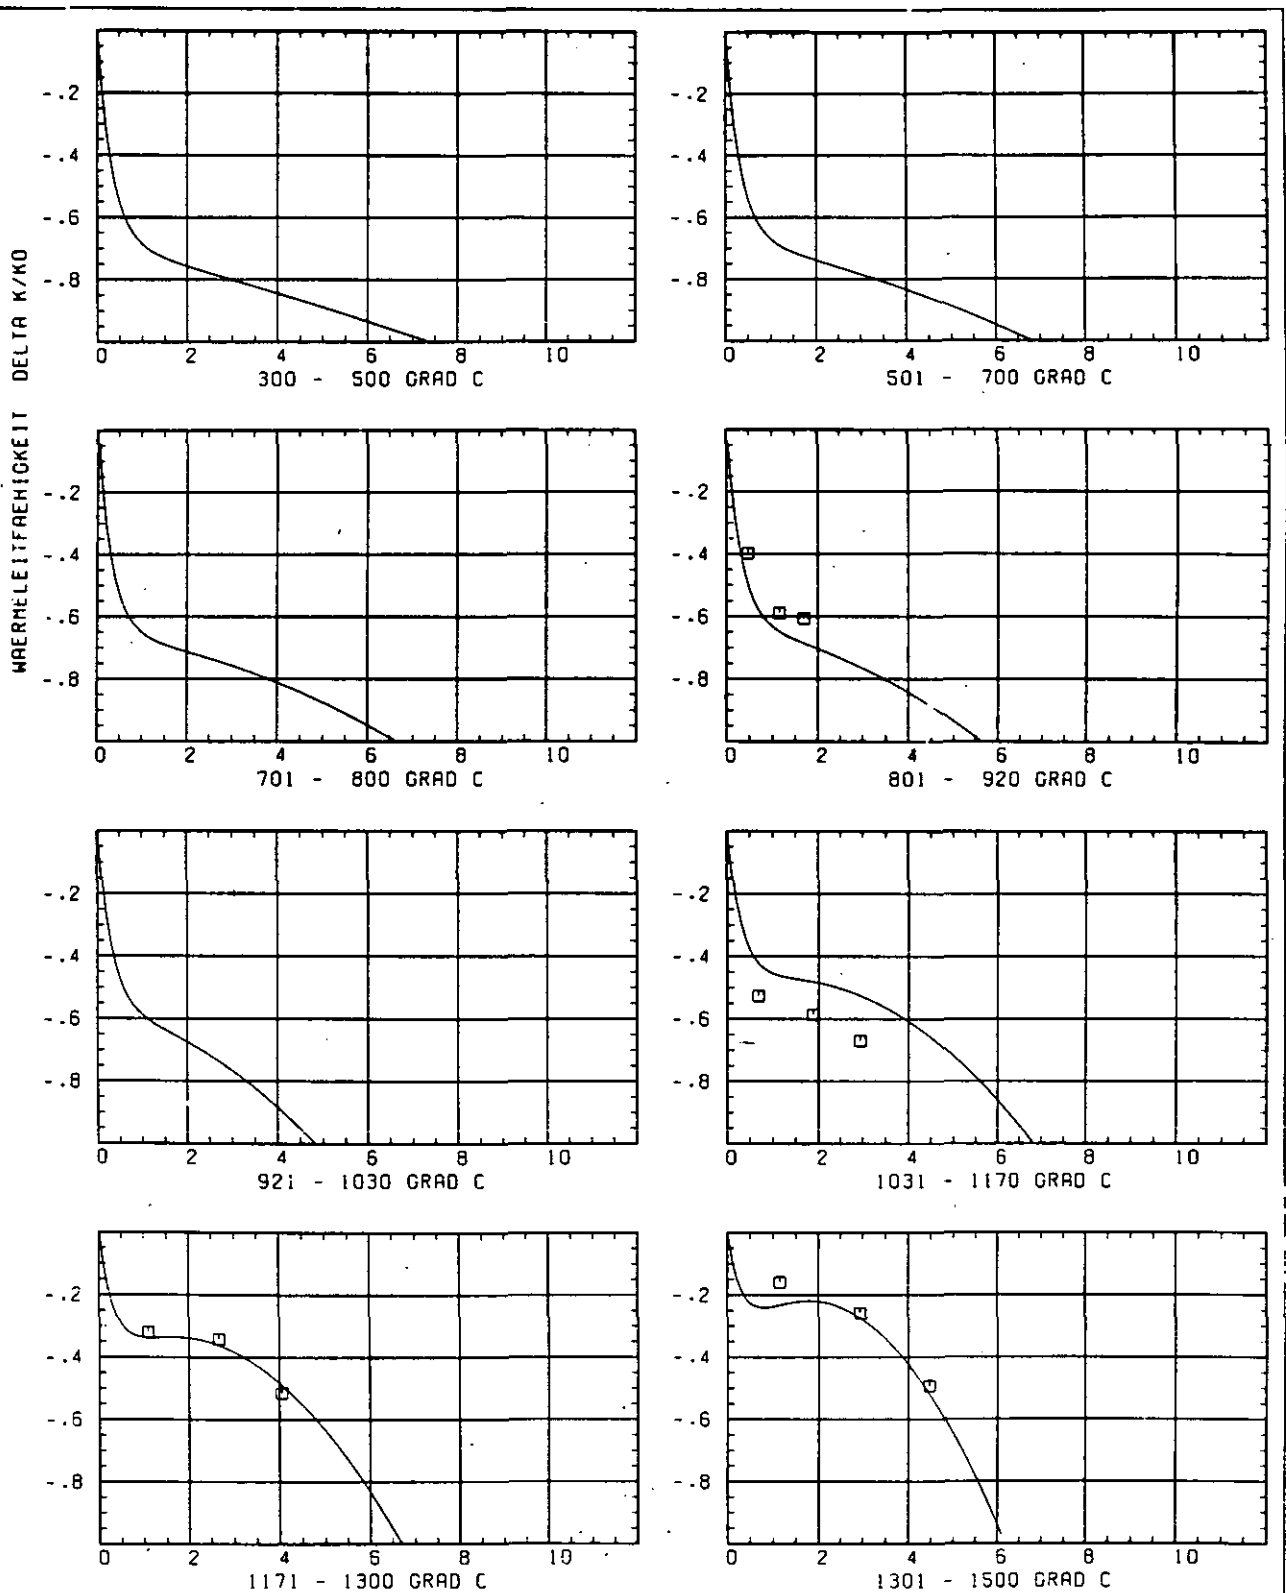 WAERMELEITFAEHIGKEIT DELTA K/KO
-.2
-.4
-.6
-.8
0 2 4 6 8 10
300 - 500 GRAD C
-.2
-.4
-.6
-.8
0 2 4 6 8 10
501 - 700 GRAD C
-.2
-.4
-.6
-.8
0 2 4 6 8 10
701 - 800 GRAD C
-.2
-.4
-.6
-.8
0 2 4 6 8 10
801 - 920 GRAD C
-.2
-.4
-.6
-.8
0 2 4 6 8 10
921 - 1030 GRAD C
-.2
-.4
-.6
-.8
0 2 4 6 8 10
1031 - 1170 GRAD C
-.2
-.4
-.6
-.8
0 2 4 6 8 10
1171 - 1300 GRAD C
-.2
-.4
-.6
-.8
0 2 4 6 8 10
1301 - 1500 GRAD C